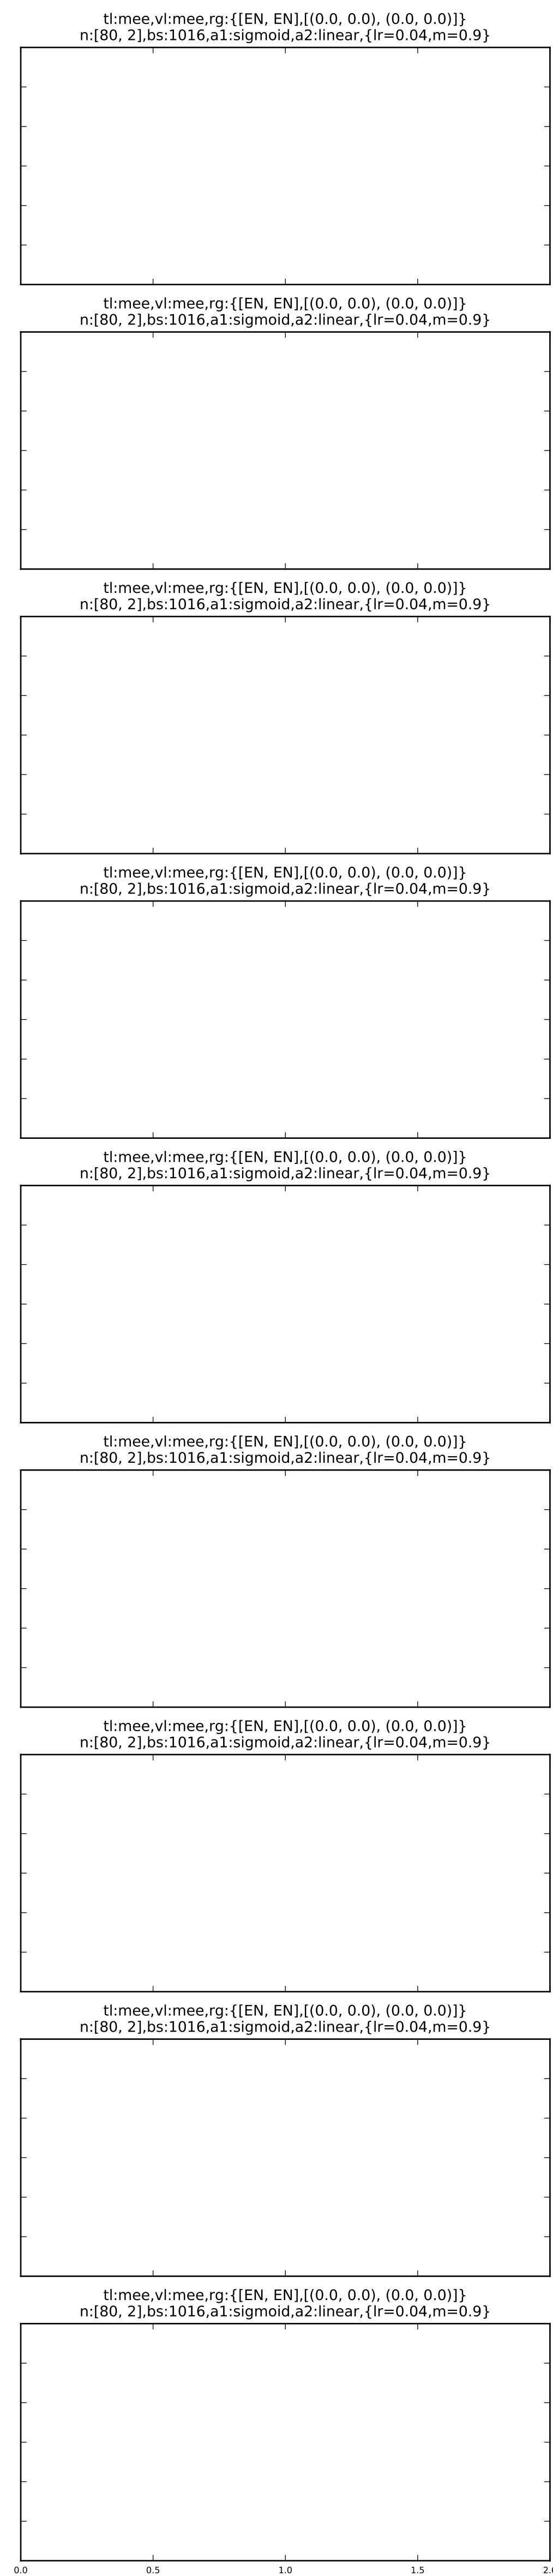 tl:mee,vl:mee,rg:{[EN, EN],[(0.0, 0.0), (0.0, 0.0)]}
n:[80, 2],bs:1016,a1:sigmoid,a2:linear,{lr=0.04,m=0.9}
tl:mee,vl:mee,rg:{[EN, EN],[(0.0, 0.0), (0.0, 0.0)]}
n:[80, 2],bs:1016,a1:sigmoid,a2:linear,{lr=0.04,m=0.9}
tl:mee,vl:mee,rg:{[EN, EN],[(0.0, 0.0), (0.0, 0.0)]}
n:[80, 2],bs:1016,a1:sigmoid,a2:linear,{lr=0.04,m=0.9}
tl:mee,vl:mee,rg:{[EN, EN],[(0.0, 0.0), (0.0, 0.0)]}
n:[80, 2],bs:1016,a1:sigmoid,a2:linear,{lr=0.04,m=0.9}
tl:mee,vl:mee,rg:{[EN, EN],[(0.0, 0.0), (0.0, 0.0)]}
n:[80, 2],bs:1016,a1:sigmoid,a2:linear,{lr=0.04,m=0.9}
tl:mee,vl:mee,rg:{[EN, EN],[(0.0, 0.0), (0.0, 0.0)]}
n:[80, 2],bs:1016,a1:sigmoid,a2:linear,{lr=0.04,m=0.9}
tl:mee,vl:mee,rg:{[EN, EN],[(0.0, 0.0), (0.0, 0.0)]}
n:[80, 2],bs:1016,a1:sigmoid,a2:linear,{lr=0.04,m=0.9}
tl:mee,vl:mee,rg:{[EN, EN],[(0.0, 0.0), (0.0, 0.0)]}
n:[80, 2],bs:1016,a1:sigmoid,a2:linear,{lr=0.04,m=0.9}
tl:mee,vl:mee,rg:{[EN, EN],[(0.0, 0.0), (0.0, 0.0)]}
n:[80, 2],bs:1016,a1:sigmoid,a2:linear,{lr=0.04,m=0.9}
0.0 0.5 1.0 1.5